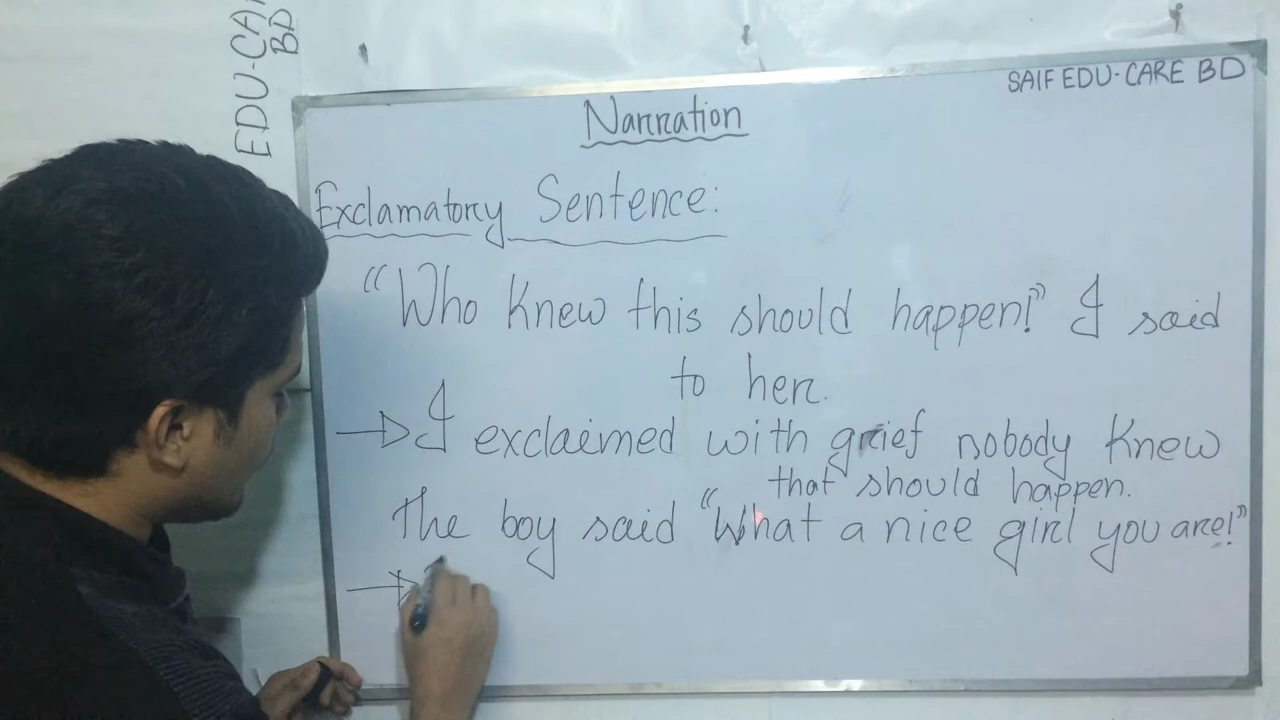 EDU-CAR
BD
SAIF EDU-CARE BD
Narration
Exclamatory Sentence:
"Who knew this should happen!" I said
to her.
I exclaimed with grief nobody knew
that should happen.
The boy said "What a nice girl you are!"